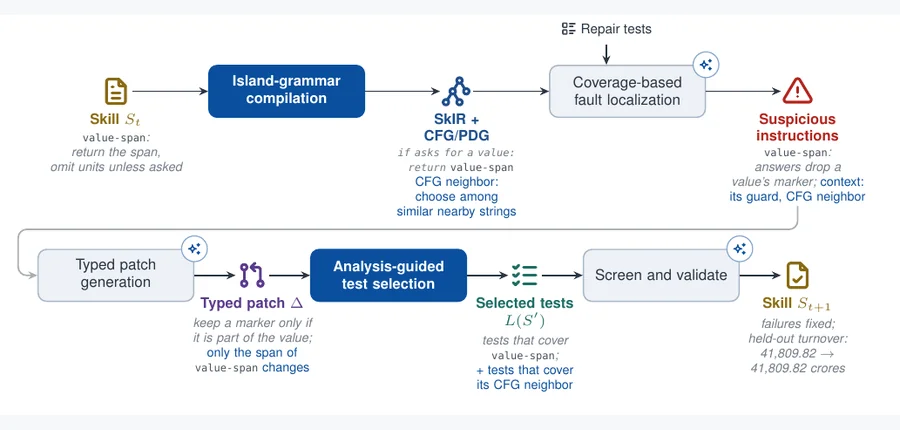 Repair tests
Island-grammar
compilation
Coverage-based
fault localization
Skill St
value-span:
return the span,
omit units unless asked
SkIR +
CFG/PDG
if asks for a value:
return value-span
CFG neighbor:
choose among
similar nearby strings
Suspicious
instructions
value-span:
answers drop a
value's marker; context:
its guard, CFG neighbor
Typed patch
generation
Analysis-guided
test selection
Screen and validate
Typed patch Δ
keep a marker only if
it is part of the value;
only the span of
value-span changes
Selected tests
L(S′)
tests that cover
value-span;
+ tests that cover
its CFG neighbor
Skill St+1
failures fixed;
held-out turnover:
41,809.82 →
41,809.82 crores